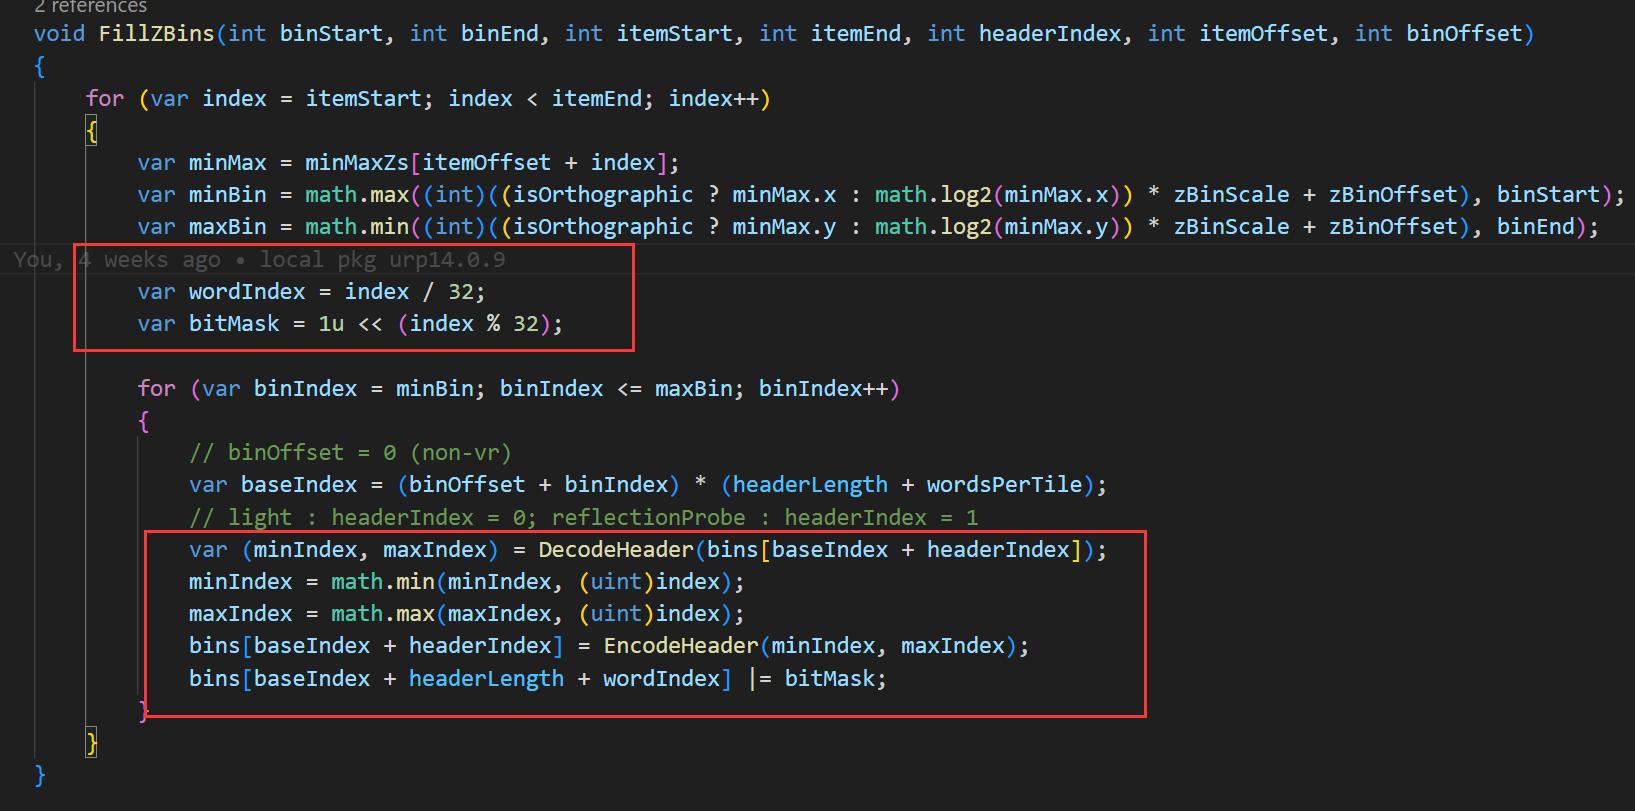 2 references
void FillZBins(int binStart, int binEnd, int itemStart, int itemEnd, int headerIndex, int itemOffset, int binOffset)
{
for (var index = itemStart; index < itemEnd; index++)
{
var minMax = minMaxZs[itemOffset + index];
var minBin = math.max((int)((isOrthographic ? minMax.x : math.log2(minMax.x)) * zBinScale + zBinOffset), binStart);
var maxBin = math.min((int)((isOrthographic ? minMax.y : math.log2(minMax.y)) * zBinScale + zBinOffset), binEnd);
You, 4 weeks ago • local pkg urp14.0.9
var wordIndex = index / 32;
var bitMask = 1u << (index % 32);
for (var binIndex = minBin; binIndex <= maxBin; binIndex++)
{
// binOffset = 0 (non-vr)
var baseIndex = (binOffset + binIndex) * (headerLength + wordsPerTile);
// light : headerIndex = 0; reflectionProbe : headerIndex = 1
var (minIndex, maxIndex) = DecodeHeader(bins[baseIndex + headerIndex]);
minIndex = math.min(minIndex, (uint)index);
maxIndex = math.max(maxIndex, (uint)index);
bins[baseIndex + headerIndex] = EncodeHeader(minIndex, maxIndex);
bins[baseIndex + headerLength + wordIndex] |= bitMask;
}
}
}